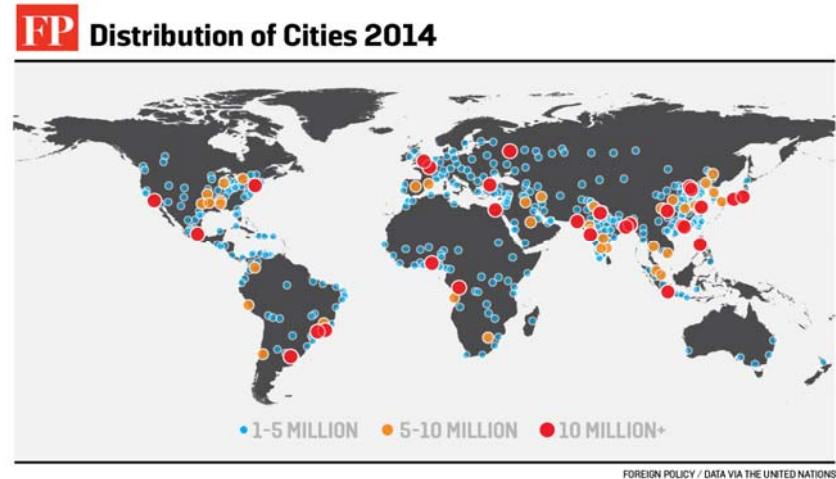 FP Distribution of Cities 2014
1-5 MILLION 5-10 MILLION 10 MILLION+
FOREIGN POLICY / DATA VIA THE UNITED NATIONS